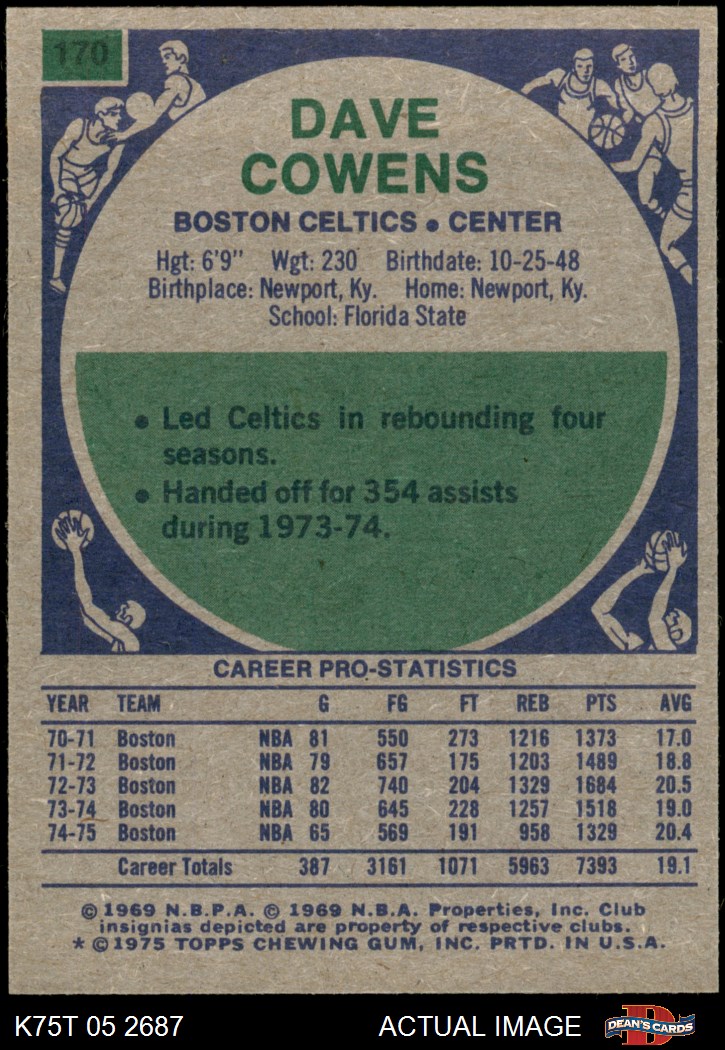 170
DAVE
COWENS
BOSTON CELTICS • CENTER
Hgt: 6'9" Wgt: 230 Birthdate: 10-25-48
Birthplace: Newport, Ky. Home: Newport, Ky.
School: Florida State
• Led Celtics in rebounding four
seasons.
• Handed off for 354 assists
during 1973-74.
CAREER PRO-STATISTICS
YEAR TEAM G FG FT REB PTS AVG
70-71 Boston NBA 81 550 273 1216 1373 17.0
71-72 Boston NBA 79 657 175 1203 1489 18.8
72-73 Boston NBA 82 740 204 1329 1684 20.5
73-74 Boston NBA 80 645 228 1257 1518 19.0
74-75 Boston NBA 65 569 191 958 1329 20.4
Career Totals 387 3161 1071 5963 7393 19.1
© 1969 N.B.P.A. © 1969 N.B.A. Properties, Inc. Club
insignias depicted are property of respective clubs.
* © 1975 TOPPS CHEWING GUM, INC. PRTD. IN U.S.A.
K75T 05 2687 ACTUAL IMAGE D DEAN'S CARDS